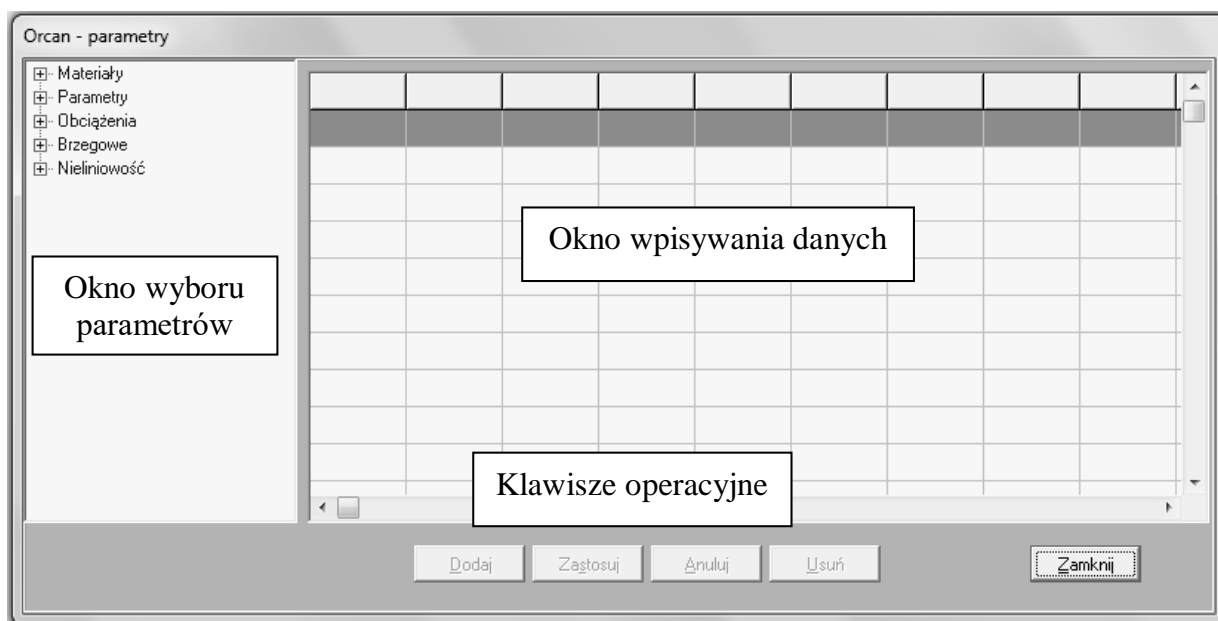 Orcan - parametry
Materiały
Parametry
Obciążenia
Brzegowe
Nieliniowość
Okno wyboru
parametrów
Okno wpisywania danych
Klawisze operacyjne
Dodaj Zastosuj Anuluj Usuń Zamknij